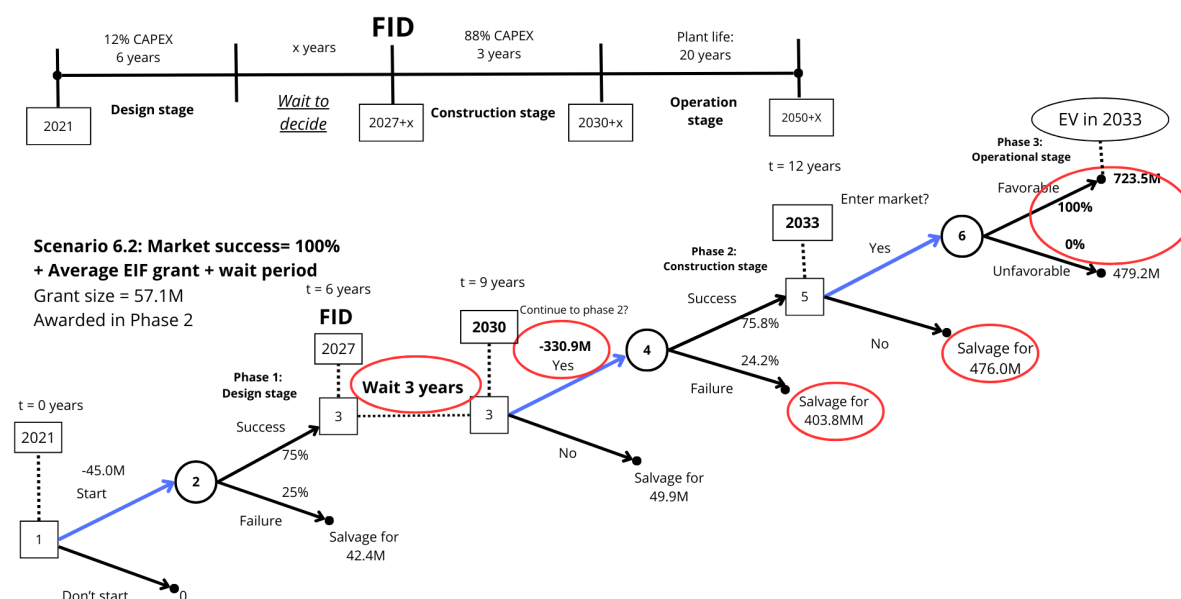 FID
12% CAPEX
6 years
x years
88% CAPEX
3 years
Plant life:
20 years
Design stage
Wait to
decide
Construction stage
Operation
stage
2021
2027+x
2030+x
2050+X
EV in 2033
Phase 3:
Operational stage
t = 12 years
Favorable
723.5M
Enter market?
100%
2033
6
0%
Yes
Unfavorable
479.2M
Scenario 6.2: Market success= 100%
+ Average EIF grant + wait period
Grant size = 57.1M
Awarded in Phase 2
Phase 2:
Construction stage
t = 6 years
t = 9 years
Success
5
75.8%
FID
2030
Continue to phase 2?
No
Salvage for
476.0M
2027
-330.9M
Yes
4
24.2%
Failure
Salvage for
403.8MM
Phase 1:
Design stage
Wait 3 years
3
3
t = 0 years
Success
75%
No
2021
-45.0M
Start
2
25%
Salvage for
49.9M
Failure
Salvage for
42.4M
1
Don't start
0